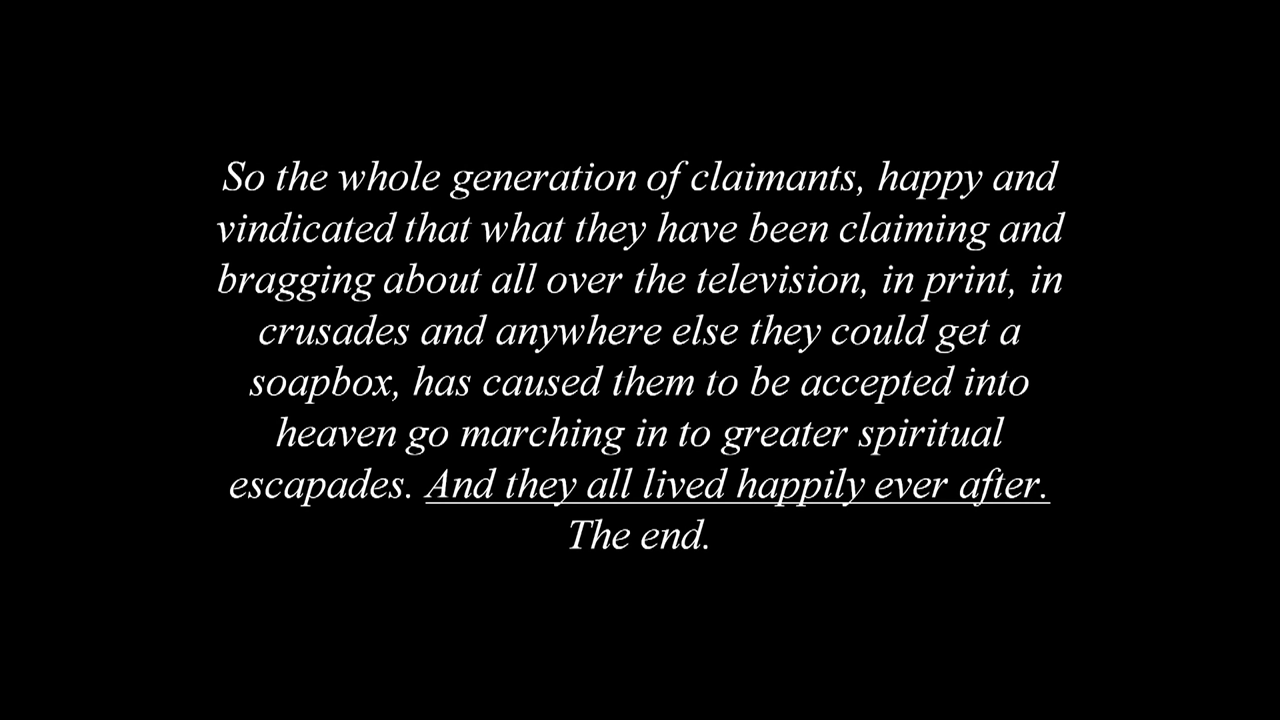 So the whole generation of claimants, happy and
vindicated that what they have been claiming and
bragging about all over the television, in print, in
crusades and anywhere else they could get a
soapbox, has caused them to be accepted into
heaven go marching in to greater spiritual
escapades. And they all lived happily ever after.
The end.